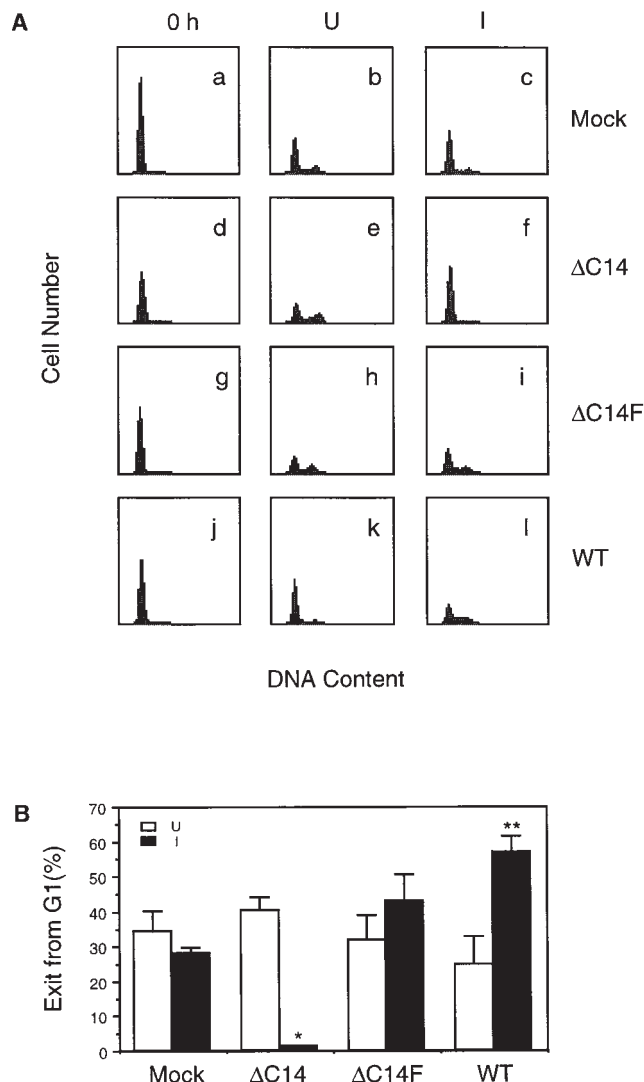 A
0 h U I
a b c Mock
d e f ΔC14
g h i ΔC14F
j k l WT
Cell Number
DNA Content
B
U
I
Exit from G1(%)
70
60
50
40
30
20
10
0
*
**
Mock ΔC14 ΔC14F WT